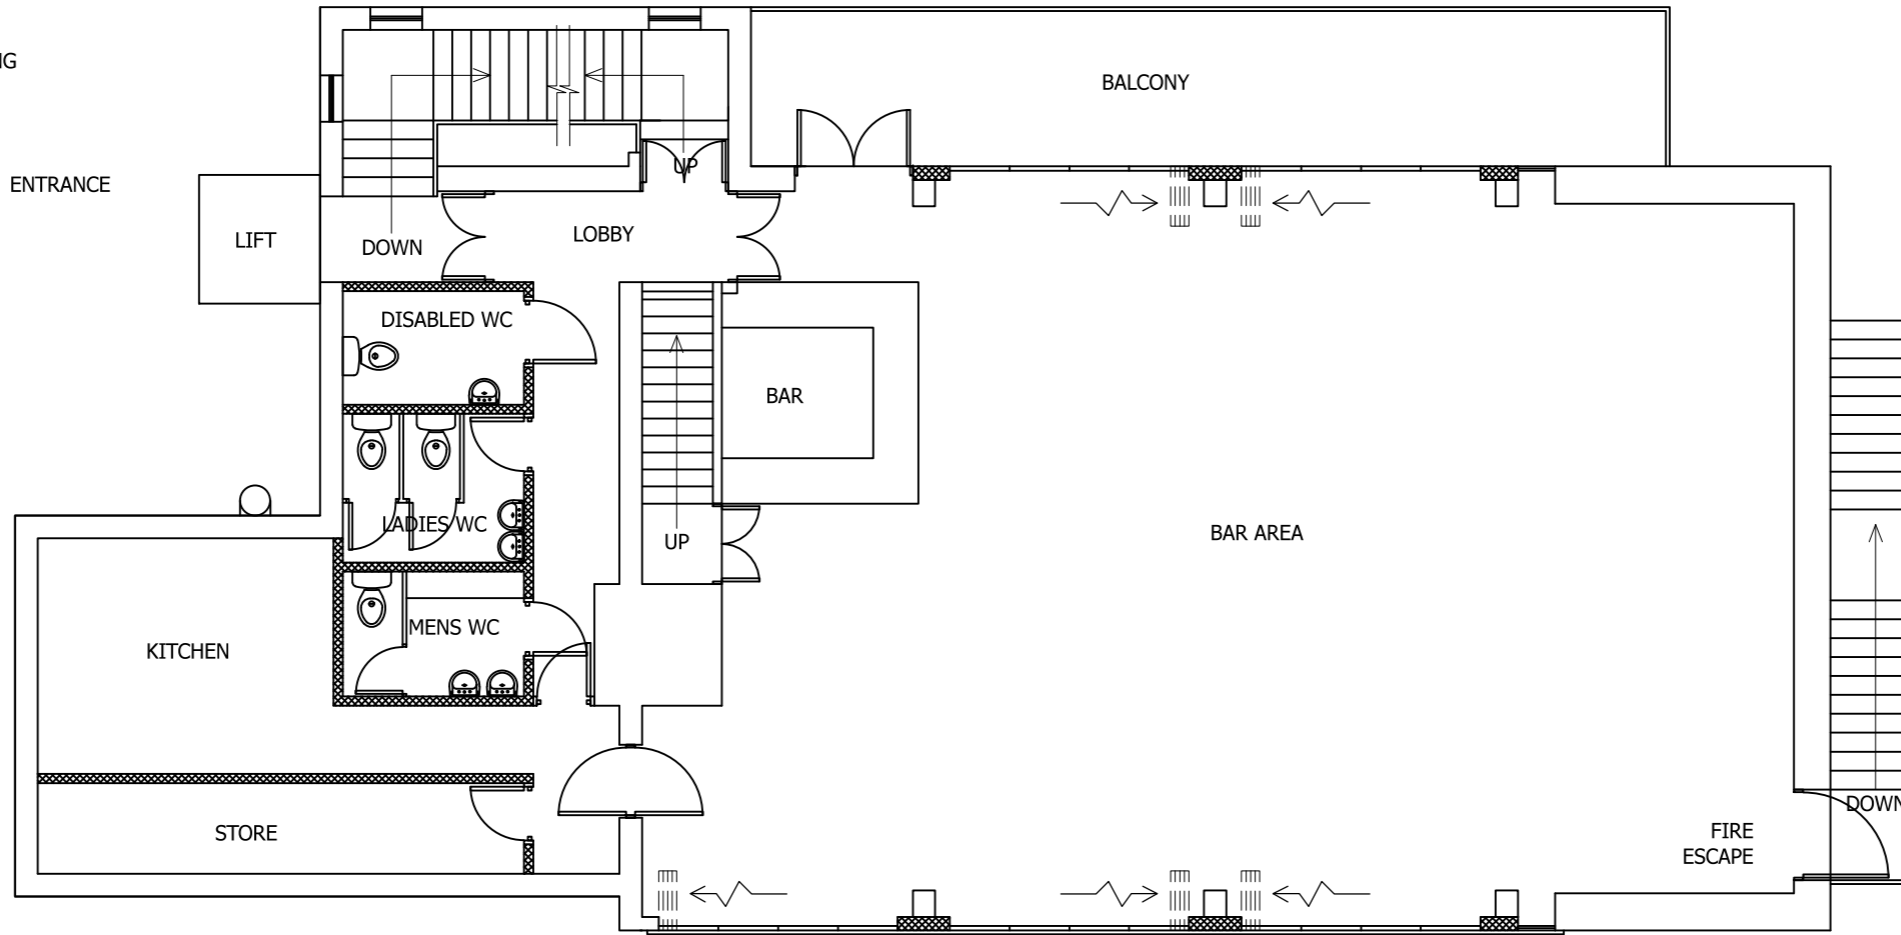 BALCONY
ENTRANCE
UP
LIFT
DOWN
LOBBY
DISABLED WC
BAR
LADIES WC
UP
BAR AREA
MENS WC
KITCHEN
STORE
DOWN
FIRE
ESCAPE